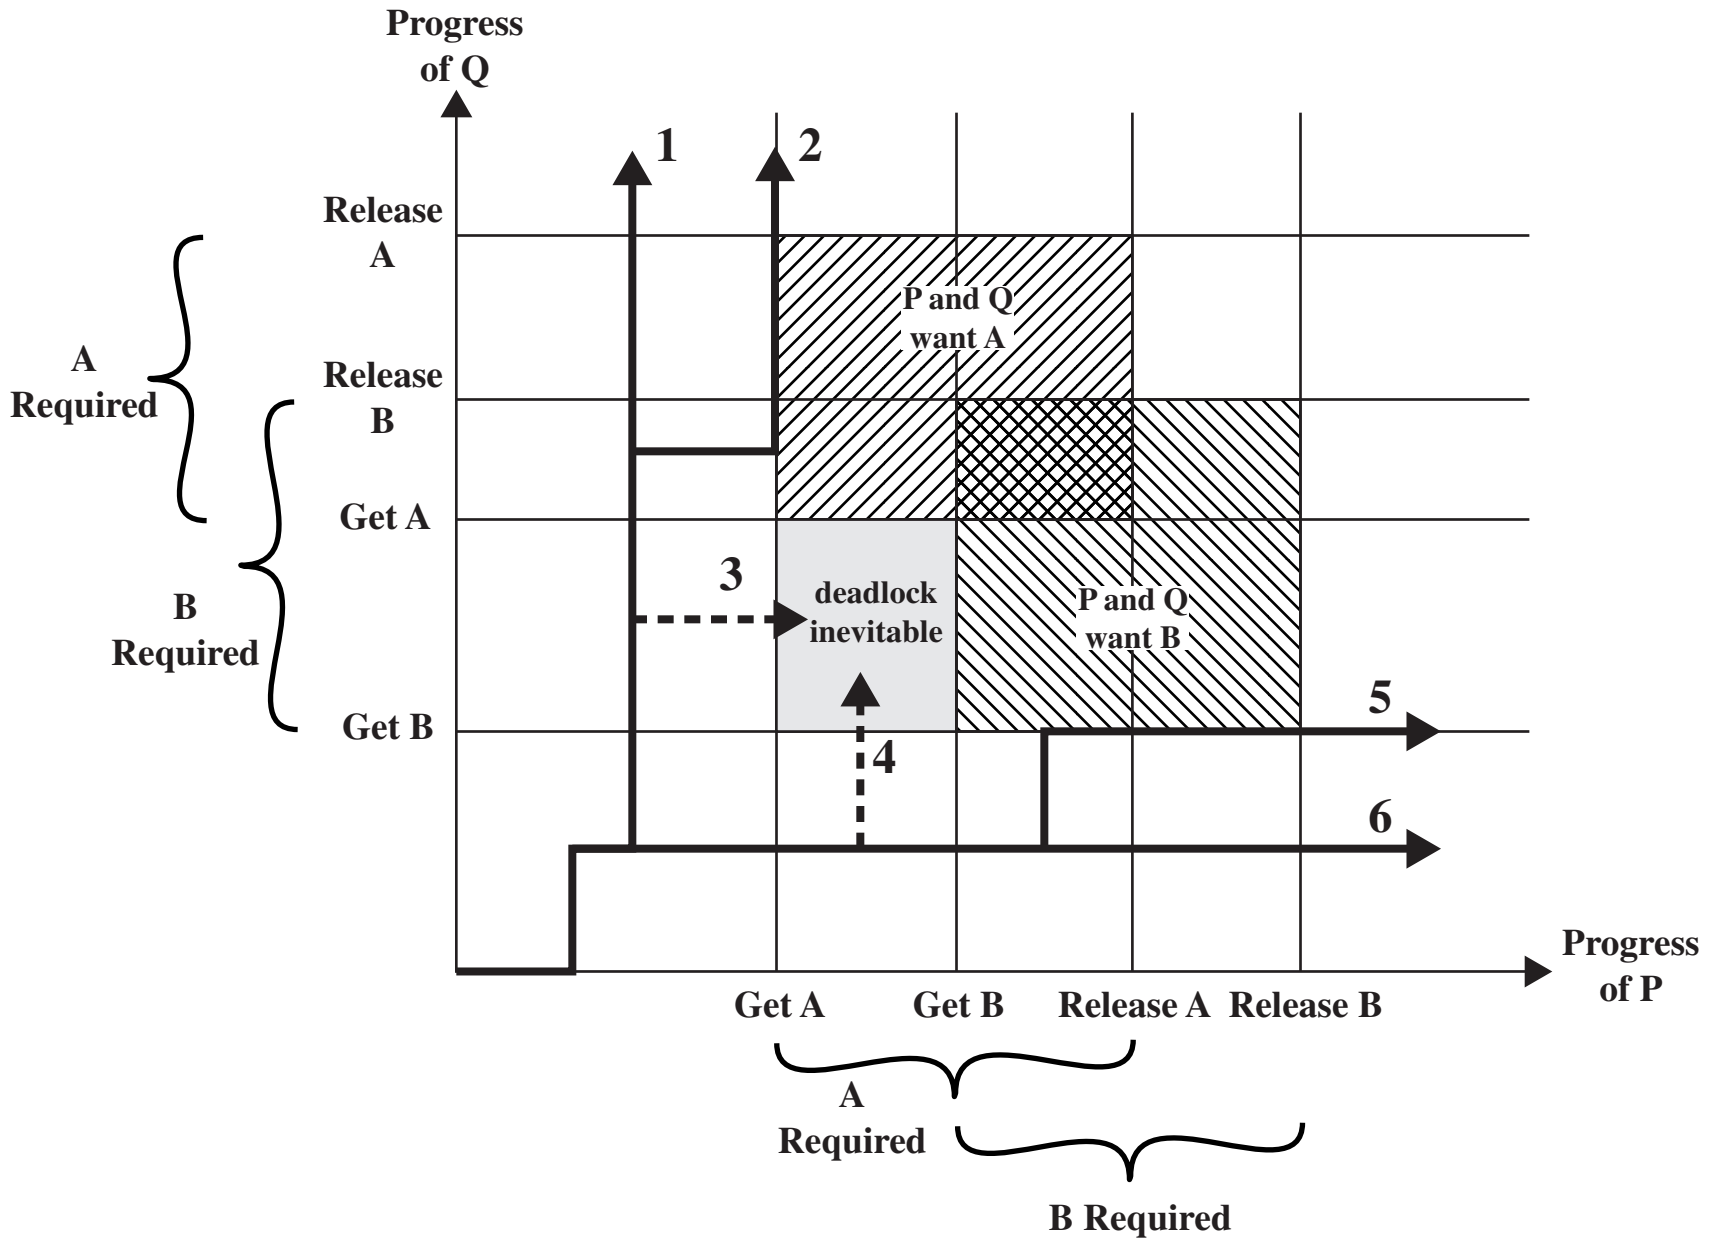 Progress
of Q
1
2
Release
A
P and Q
want A
A
Required
Release
B
Get A
3
deadlock
inevitable
P and Q
want B
B
Required
5
Get B
4
6
Progress
of P
Get A
Get B
Release A
Release B
A
Required
B Required